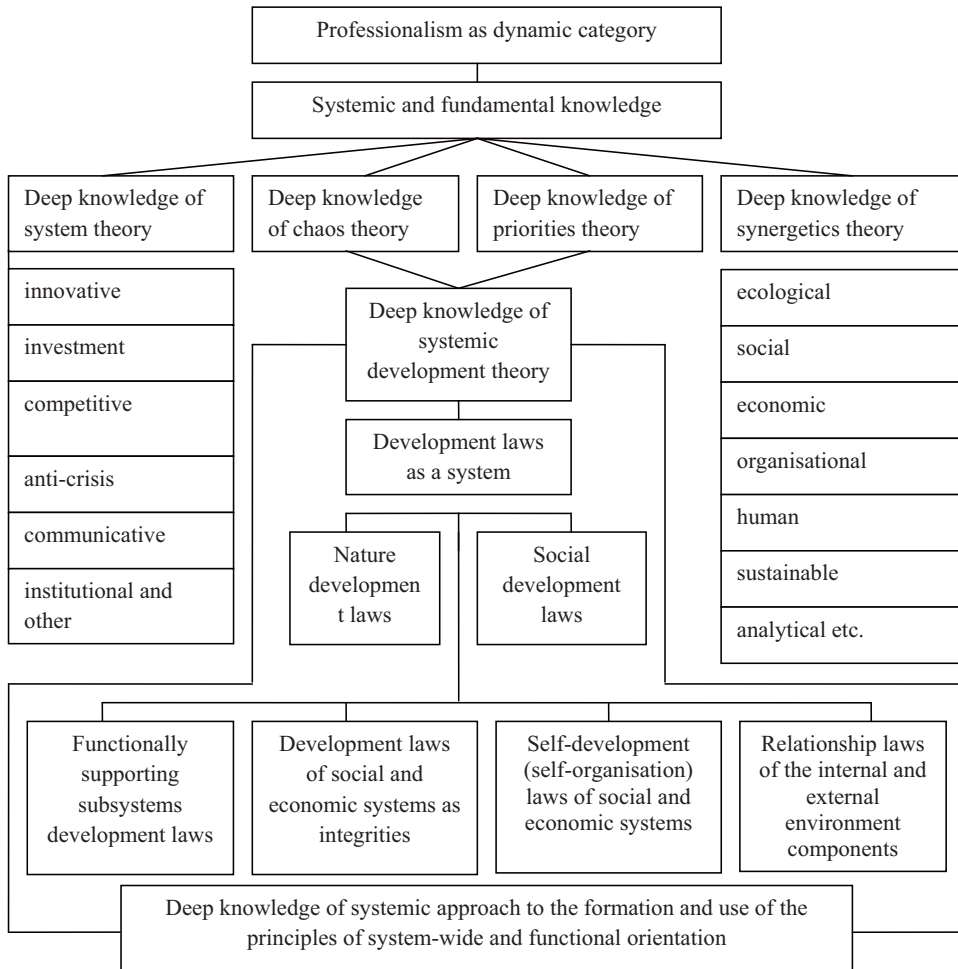 Professionalism as dynamic category
Systemic and fundamental knowledge
Deep knowledge of
system theory
Deep knowledge
of chaos theory
Deep knowledge of
priorities theory
Deep knowledge of
synergetics theory
innovative
investment
competitive
anti-crisis
communicative
institutional and
other
Deep knowledge of
systemic
development theory
Development laws
as a system
Nature
developmen
t laws
Social
development
laws
ecological
social
economic
organisational
human
sustainable
analytical etc.
Functionally
supporting
subsystems
development laws
Development laws
of social and
economic systems as
integrities
Self-development
(self-organisation)
laws of social and
economic systems
Relationship laws
of the internal and
external
environment
components
Deep knowledge of systemic approach to the formation and use of the
principles of system-wide and functional orientation